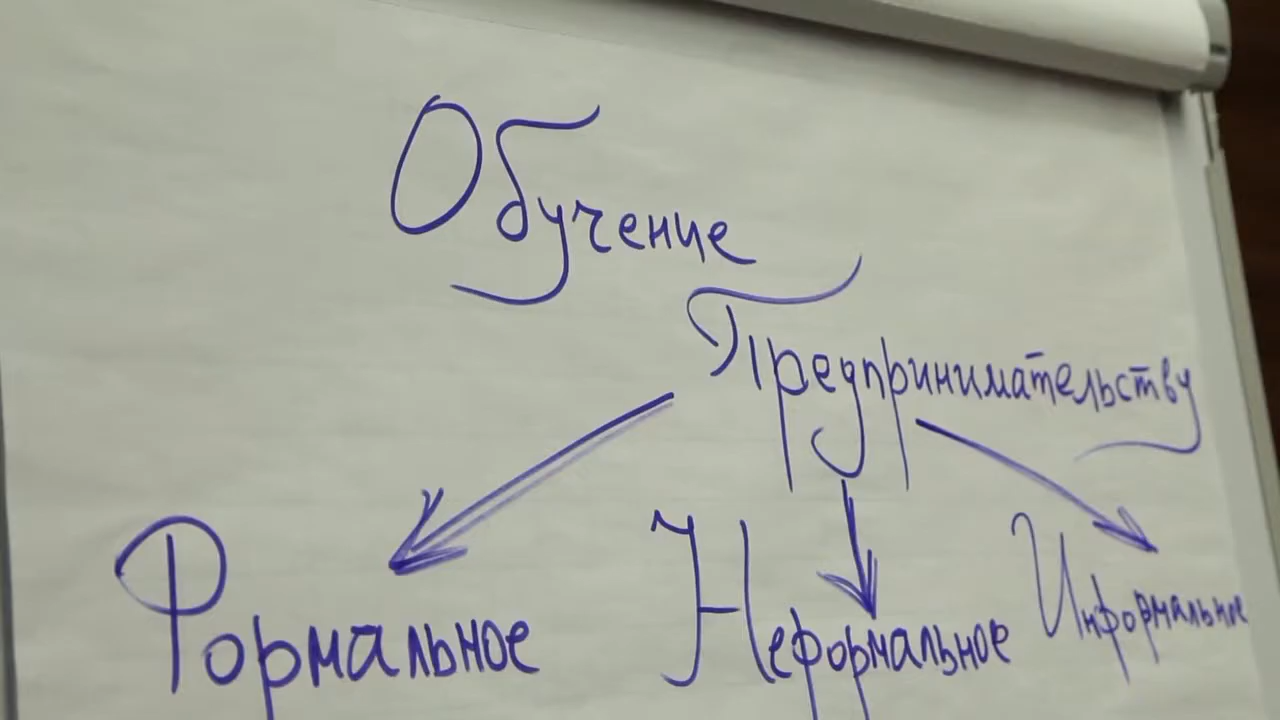 Обучение
Предпринимательству
Формальное
Неформальное
Информальное